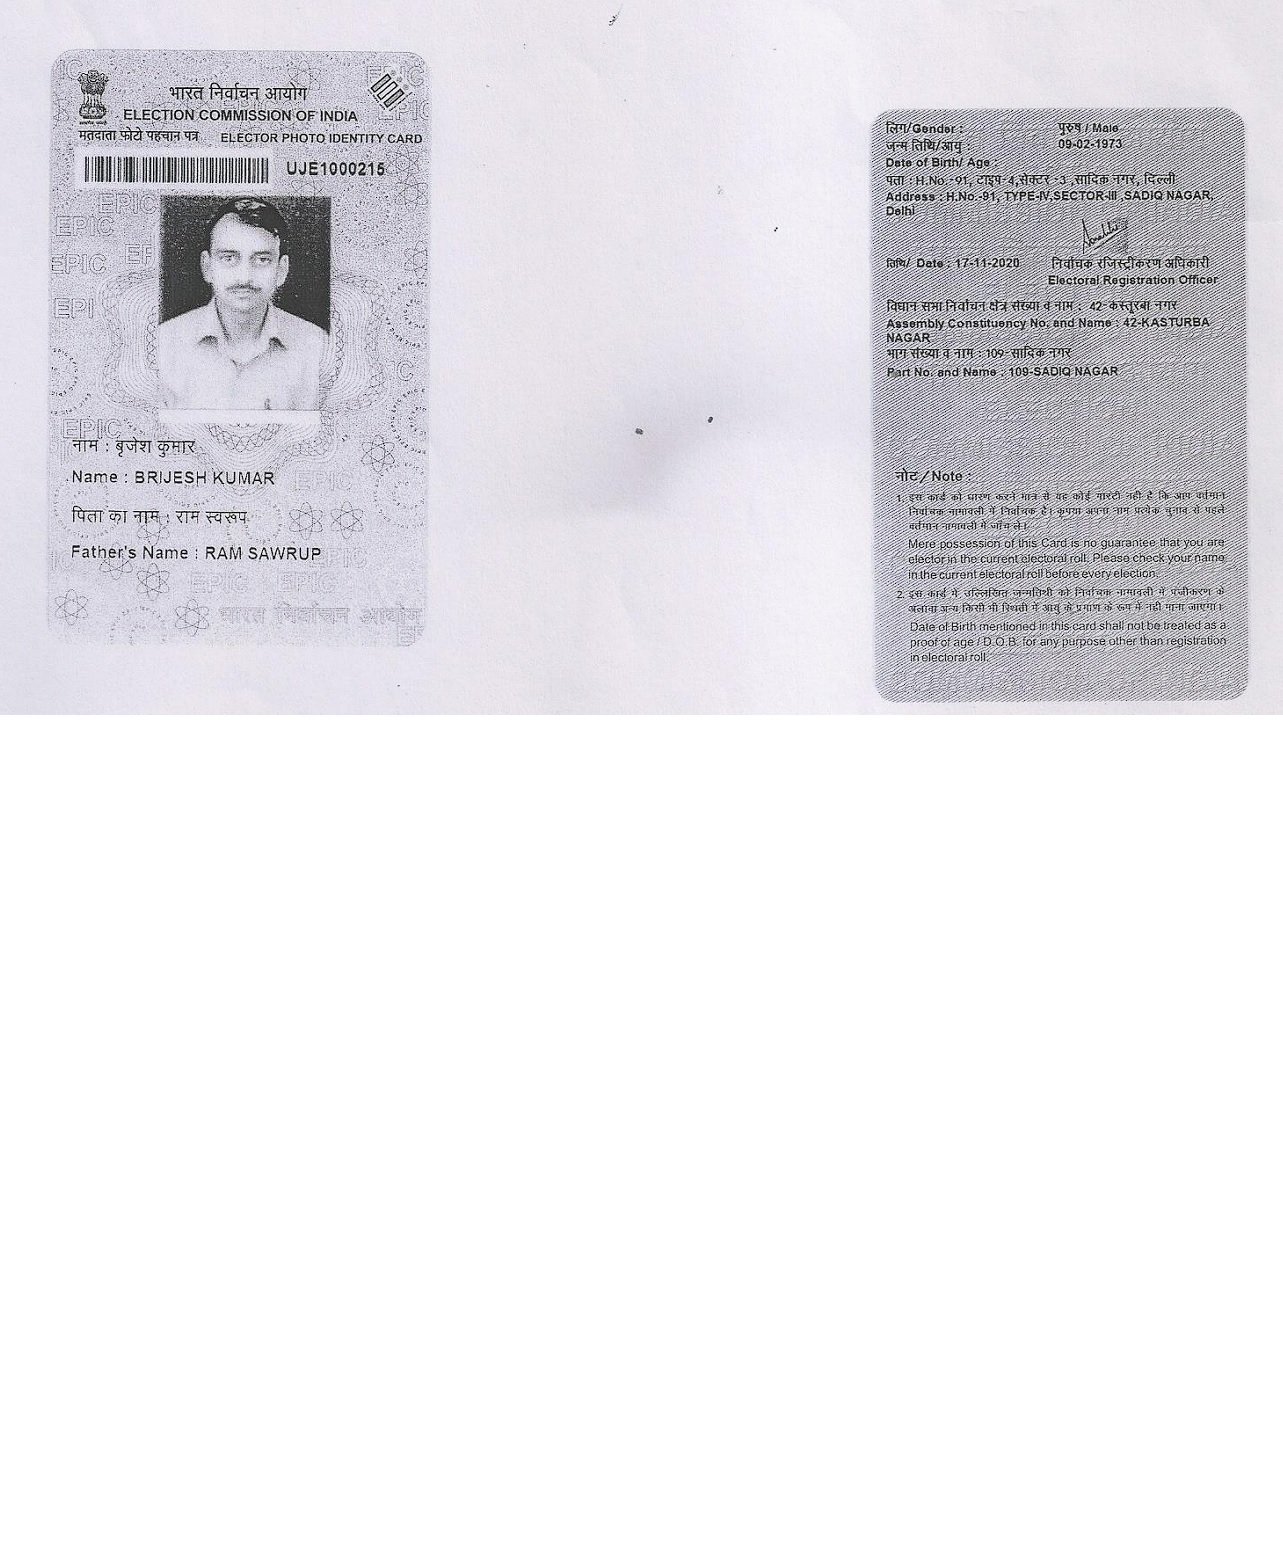 भारत निर्वाचन आयोग
ELECTION COMMISSION OF INDIA
मतदाता फोटो पहचान पत्र ELECTOR PHOTO IDENTITY CARD
UJE1000215
EPIC
EPIC
EPIC
EPI
EPIC
नाम : बृजेश कुमार
Name : BRIJESH KUMAR
पिता का नाम : राम स्वरूप
Father's Name : RAM SAWRUP
EPIC EPIC
भारत निर्वाचन आयोग
लिंग/Gender : पुरुष / Male
जन्म तिथि/आयु : 09-02-1973
Date of Birth/ Age :
पता : H.No.-91, टाइप-4,सेक्टर -3 ,सादिक नगर, दिल्ली
Address : H.No.-91, TYPE-IV,SECTOR-III ,SADIQ NAGAR,
Delhi
तिथि/ Date : 17-11-2020 निर्वाचक रजिस्ट्रीकरण अधिकारी
Electoral Registration Officer
विधान सभा निर्वाचन क्षेत्र संख्या व नाम : 42-कस्तूरबा नगर
Assembly Constituency No. and Name : 42-KASTURBA
NAGAR
भाग संख्या व नाम : 109-सादिक नगर
Part No. and Name : 109-SADIQ NAGAR
नोट / Note :
1. इस कार्ड को धारण करने मात्र से यह कोई गारंटी नहीं है कि आप वर्तमान
निर्वाचक नामावली में निर्वाचक है। कृपया अपना नाम प्रत्येक चुनाव से पहले
वर्तमान नामावली में जाँच लें।
Mere possession of this Card is no guarantee that you are
elector in the current electoral roll. Please check your name
in the current electoral roll before every election.
2. इस कार्ड में उल्लिखित जन्मतिथी को निर्वाचक नामावली में पंजीकरण के
अलावा अन्य किसी भी स्थिती में आयु के प्रमाण के रूप में नहीं माना जाएगा।
Date of Birth mentioned in this card shall not be treated as a
proof of age / D.O.B. for any purpose other than registration
in electoral roll.